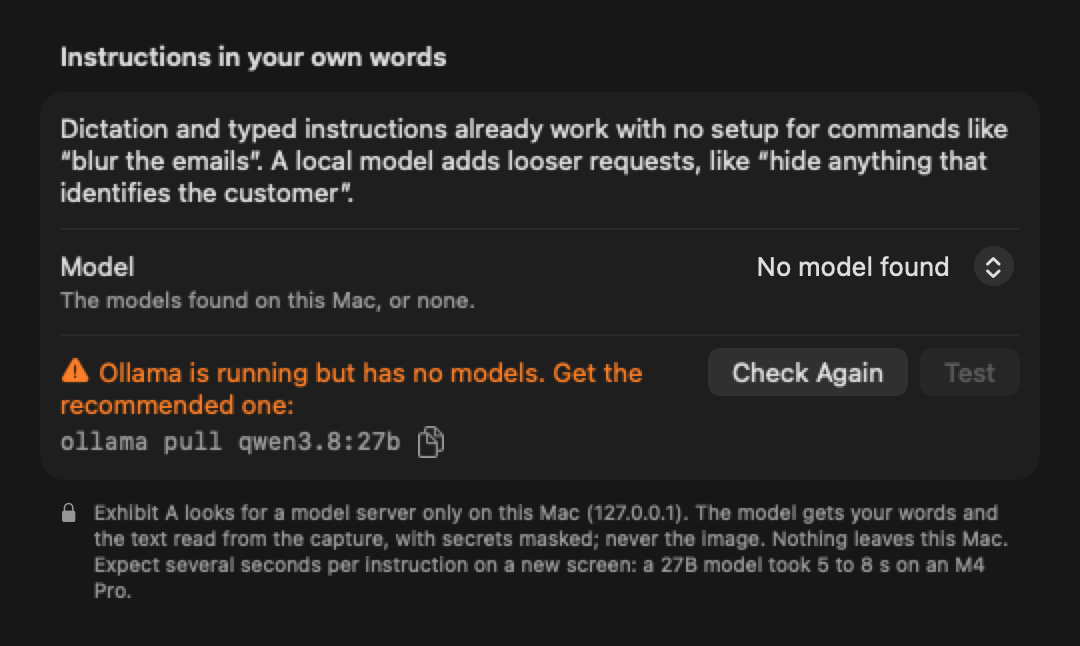 Instructions in your own words
Dictation and typed instructions already work with no setup for commands like
“blur the emails”. A local model adds looser requests, like “hide anything that
identifies the customer”.
Model
No model found
The models found on this Mac, or none.
Ollama is running but has no models. Get the
recommended one:
Check Again
Test
ollama pull qwen3.8:27b
Exhibit A looks for a model server only on this Mac (127.0.0.1). The model gets your words and
the text read from the capture, with secrets masked; never the image. Nothing leaves this Mac.
Expect several seconds per instruction on a new screen: a 27B model took 5 to 8 s on an M4
Pro.